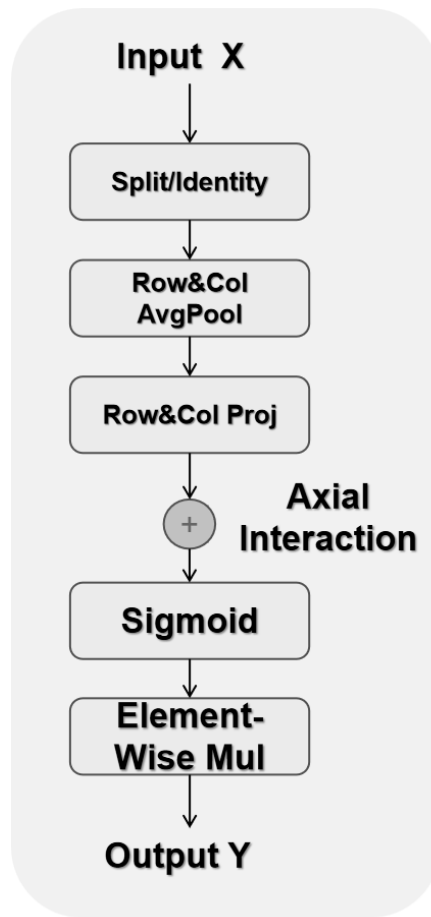 Input X
Split/Identity
Row&Col
AvgPool
Row&Col Proj
+
Axial
Interaction
Sigmoid
Element-
Wise Mul
Output Y